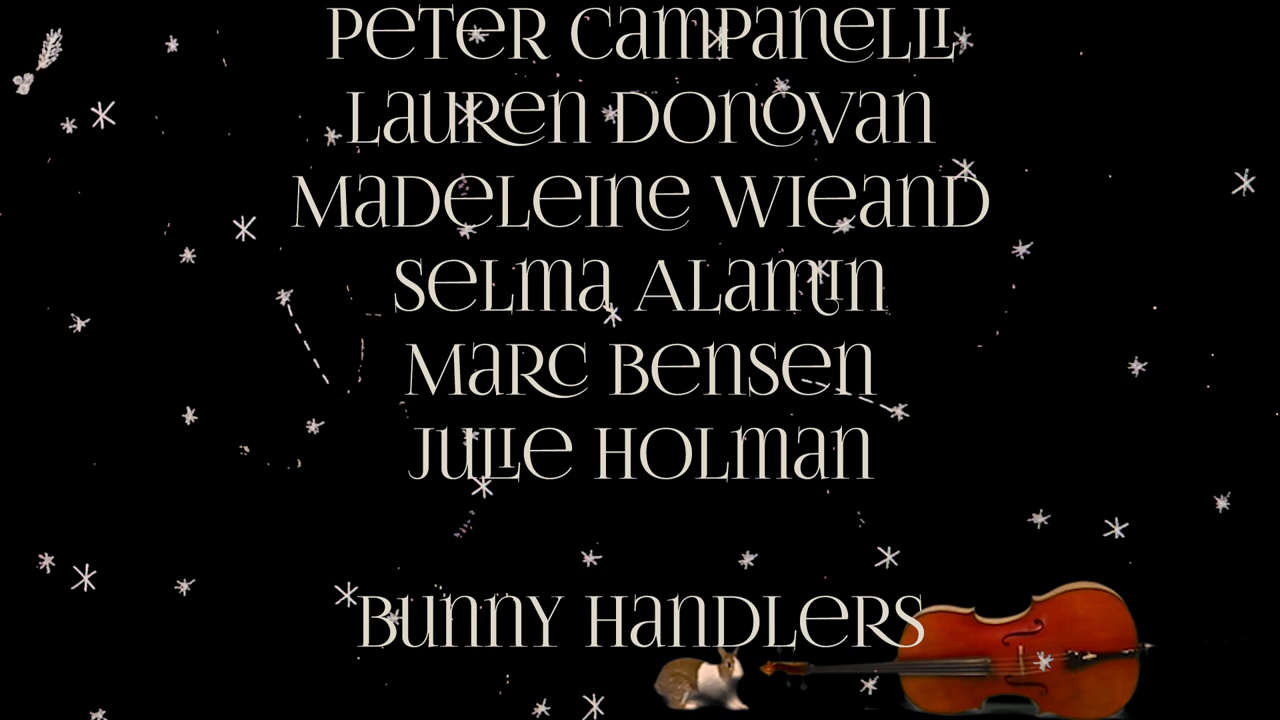 Peter Campanelli
Lauren Donovan
Madeleine Wieand
Selma Alamin
Marc Bensen
Julie Holman
Bunny Handlers